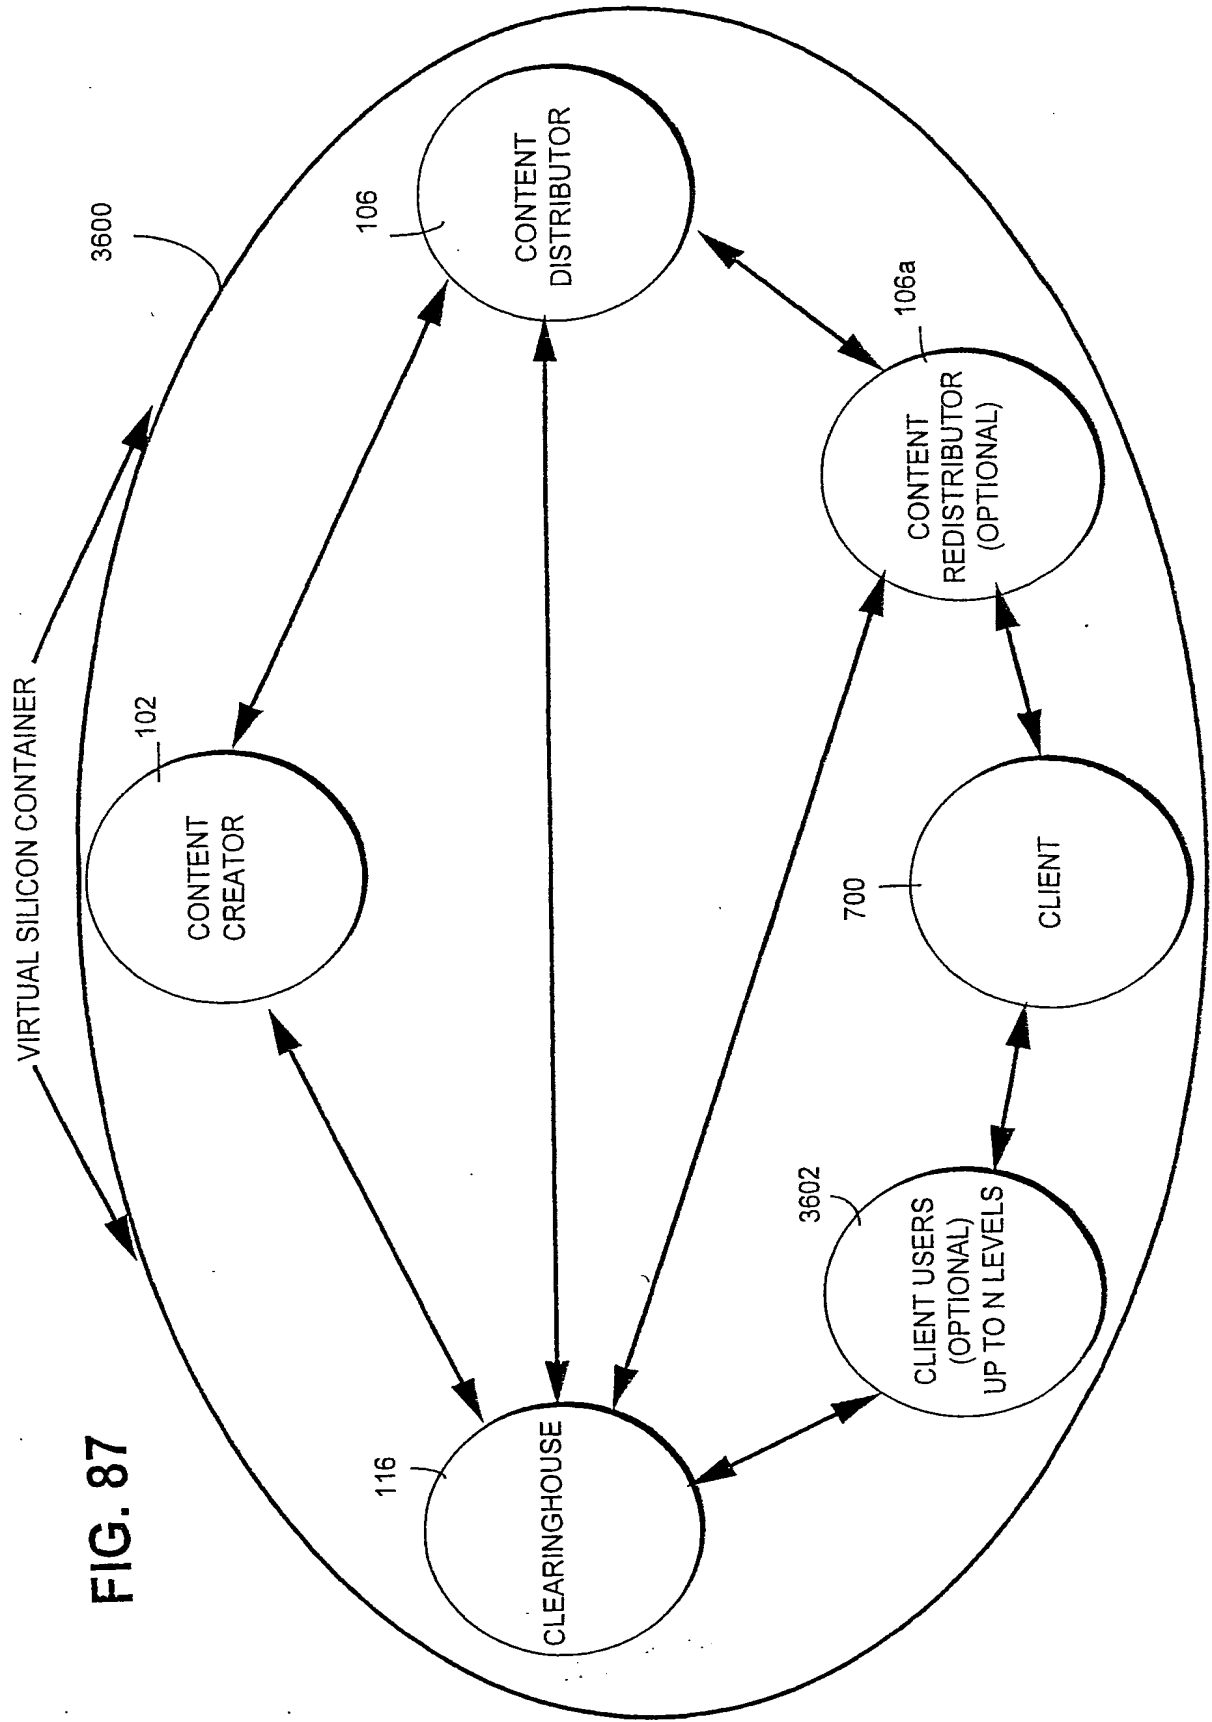 FIG. 87
VIRTUAL SILICON CONTAINER
3600
102
CONTENT
CREATOR
106
CONTENT
DISTRIBUTOR
116
CLEARINGHOUSE
106a
CONTENT
REDISTRIBUTOR
(OPTIONAL)
3602
CLIENT USERS
(OPTIONAL)
UP TO N LEVELS
700
CLIENT